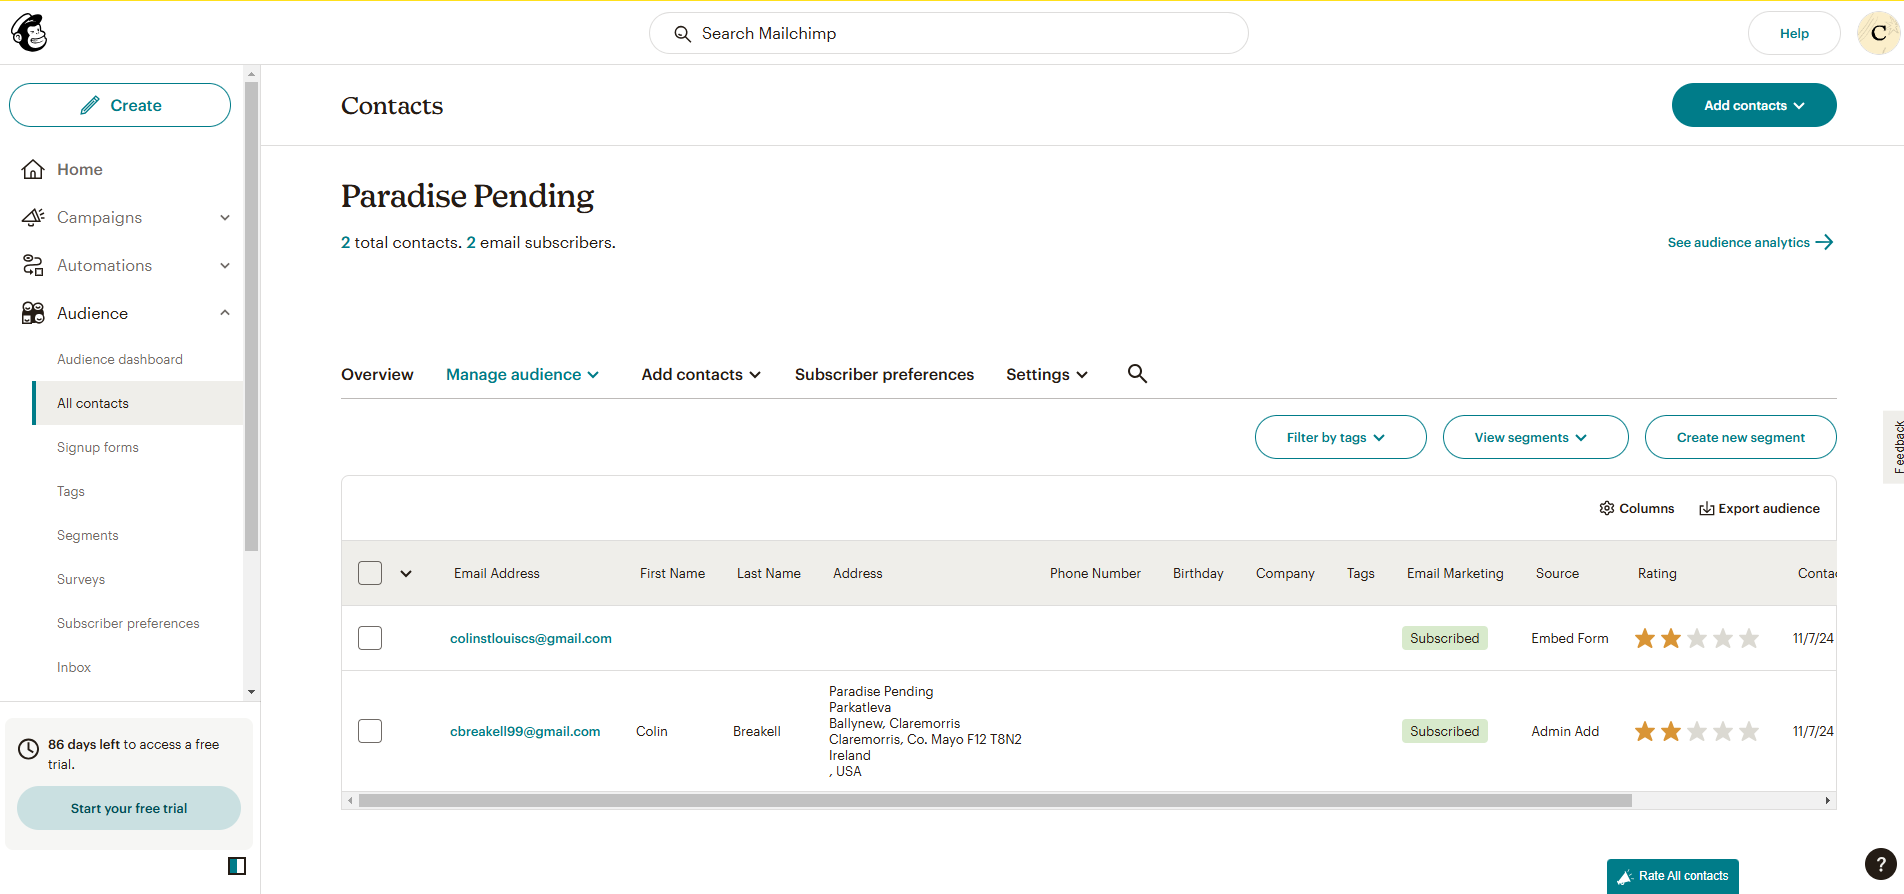 Search Mailchimp
Help
C
Create
Contacts
Add contacts
Home
Campaigns
Automations
Audience
Audience dashboard
All contacts
Signup forms
Tags
Segments
Surveys
Subscriber preferences
Inbox
86 days left to access a free
trial.
Start your free trial
Paradise Pending
2 total contacts. 2 email subscribers.
See audience analytics
Overview Manage audience Add contacts Subscriber preferences Settings
Filter by tags View segments Create new segment
Feedback
Columns Export audience
Email Address First Name Last Name Address Phone Number Birthday Company Tags Email Marketing Source Rating Conta
colinstlouiscs@gmail.com Subscribed Embed Form 11/7/24
cbreakell99@gmail.com Colin Breakell
Paradise Pending
Parkatleva
Ballynew, Claremorris
Claremorris, Co. Mayo F12 T8N2
Ireland
, USA
Subscribed Admin Add 11/7/24
Rate All contacts
?